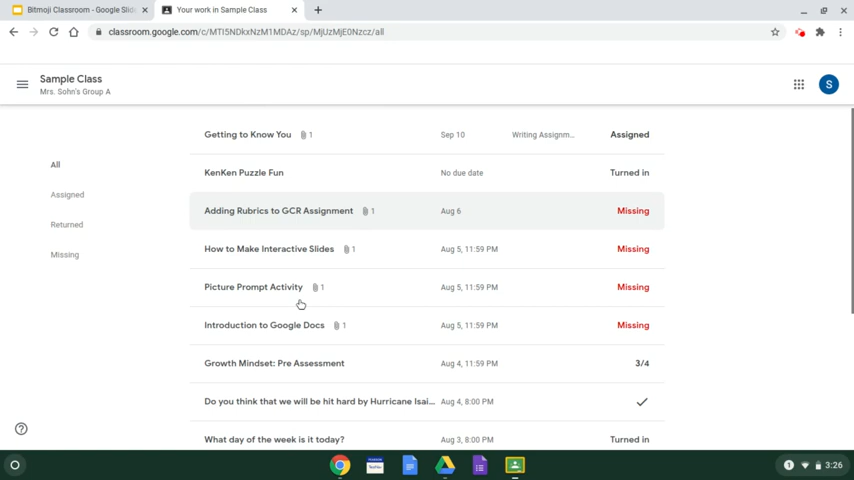 Bitmoji Classroom - Google Slide
Your work in Sample Class
classroom.google.com/c/MTI5NDkxNzM1MDAz/sp/MjUzMjE0Nzcz/all
Sample Class
Mrs. Sohn's Group A
S
All
Assigned
Returned
Missing
Getting to Know You 1 Sep 10 Writing Assignm... Assigned
KenKen Puzzle Fun No due date Turned in
Adding Rubrics to GCR Assignment 1 Aug 6 Missing
How to Make Interactive Slides 1 Aug 5, 11:59 PM Missing
Picture Prompt Activity 1 Aug 5, 11:59 PM Missing
Introduction to Google Docs 1 Aug 5, 11:59 PM Missing
Growth Mindset: Pre Assessment Aug 4, 11:59 PM 3/4
Do you think that we will be hit hard by Hurricane Isai... Aug 4, 8:00 PM
What day of the week is it today? Aug 3, 8:00 PM Turned in
1 3:26